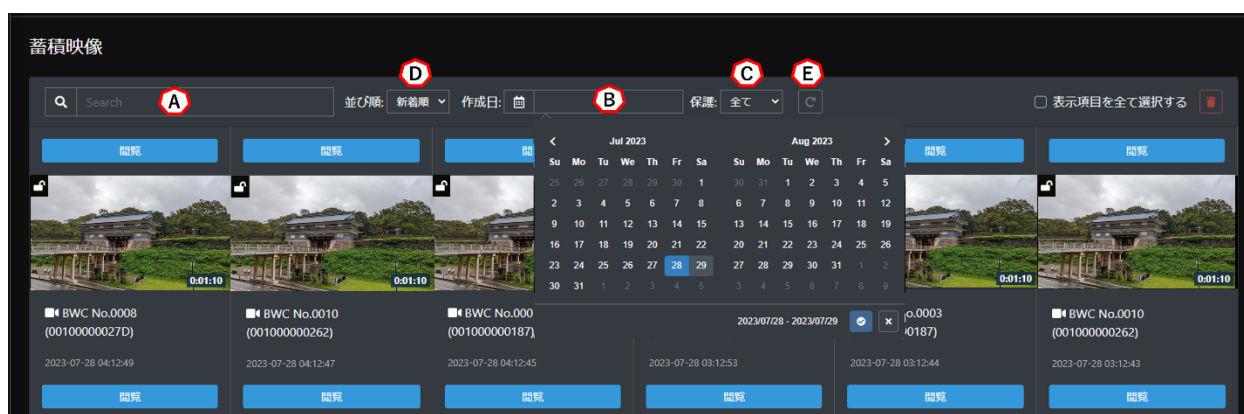 蓄積映像
D C E
Search A 並び順: 新着順 作成日: B 保護: 全て 表示項目を全て選択する
閲覧 閲覧 閲 閲覧 閲覧
Jul 2023 Aug 2023
Su Mo Tu We Th Fr Sa Su Mo Tu We Th Fr Sa
25 26 27 28 29 30 1 30 31 1 2 3 4 5
2 3 4 5 6 7 8 6 7 8 9 10 11 12
9 10 11 12 13 14 15 13 14 15 16 17 18 19
16 17 18 19 20 21 22 20 21 22 23 24 25 26
23 24 25 26 27 28 29 27 28 29 30 31 1 2
30 31 1 2 3 4 5 3 4 5 6 7 8 9
0:01:10 0:01:10 0:01:10 0:01:10
BWC No.0008 BWC No.0010 BWC No.000 o.0003 BWC No.0010
(00100000027D) (001000000262) (001000000187) 0187) (001000000262)
2023/07/28 - 2023/07/29
2023-07-28 04:12:49 2023-07-28 04:12:47 2023-07-28 04:12:45 2023-07-28 03:12:53 2023-07-28 03:12:44 2023-07-28 03:12:43
閲覧 閲覧 閲覧 閲覧 閲覧 閲覧